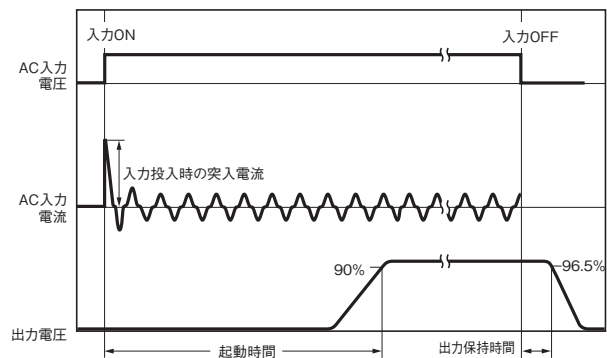 入力ON
入力OFF
AC入力
電圧
入力投入時の突入電流
AC入力
電流
90%
96.5%
出力電圧
起動時間
出力保持時間